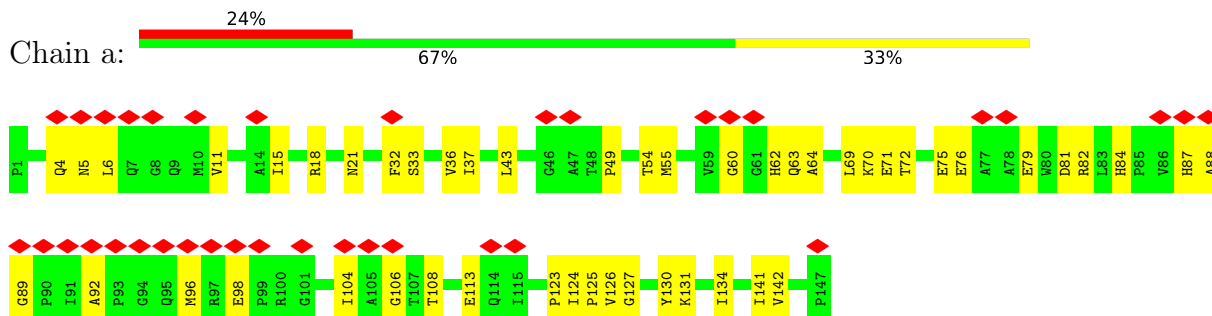 24%
Chain a:
67% 33%
P1 Q4 N5 L6 Q7 G8 Q9 M10 V11 A14 I15 R18 N21 F32 S33 V36 I37 L43 G46 A47 T48 P49 T54 M55 V59 G60 G61 H62 Q63 A64 L69 K70 E71 T72 E75 E76 A77 A78 E79 W80 D81 R82 L83 H84 P85 V86 H87 A88
G89 P90 I91 A92 P93 G94 Q95 M96 R97 E98 P99 R100 G101 I104 A105 G106 T107 T108 E113 Q114 I115 P123 I124 P125 V126 G127 Y130 K131 I134 I141 V142 P147